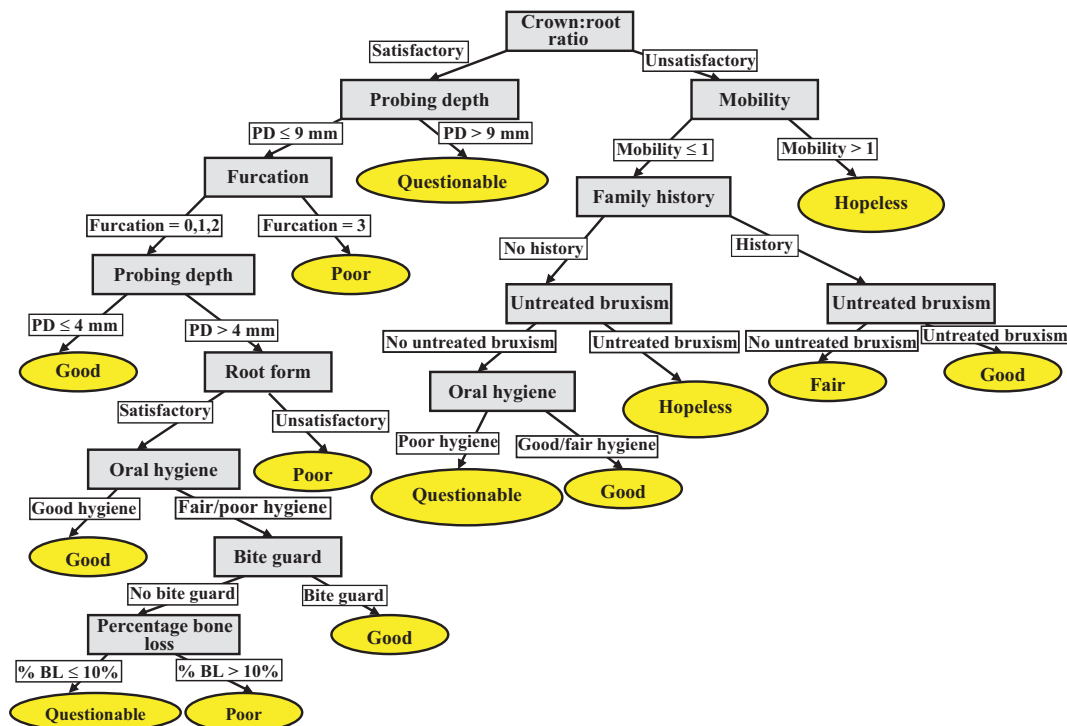 Crown:root
ratio
Satisfactory
Unsatisfactory
Probing depth
Mobility
PD ≤ 9 mm
PD > 9 mm
Mobility ≤ 1
Mobility > 1
Furcation
Questionable
Family history
Hopeless
Furcation = 0,1,2
Furcation = 3
No history
History
Probing depth
Poor
Untreated bruxism
Untreated bruxism
PD ≤ 4 mm
PD > 4 mm
No untreated bruxism
Untreated bruxism
No untreated bruxism
Untreated bruxism
Good
Root form
Oral hygiene
Hopeless
Fair
Good
Satisfactory
Unsatisfactory
Poor hygiene
Good/fair hygiene
Oral hygiene
Poor
Questionable
Good
Good hygiene
Fair/poor hygiene
Good
Bite guard
No bite guard
Bite guard
Percentage bone
loss
Good
% BL ≤ 10%
% BL > 10%
Questionable
Poor